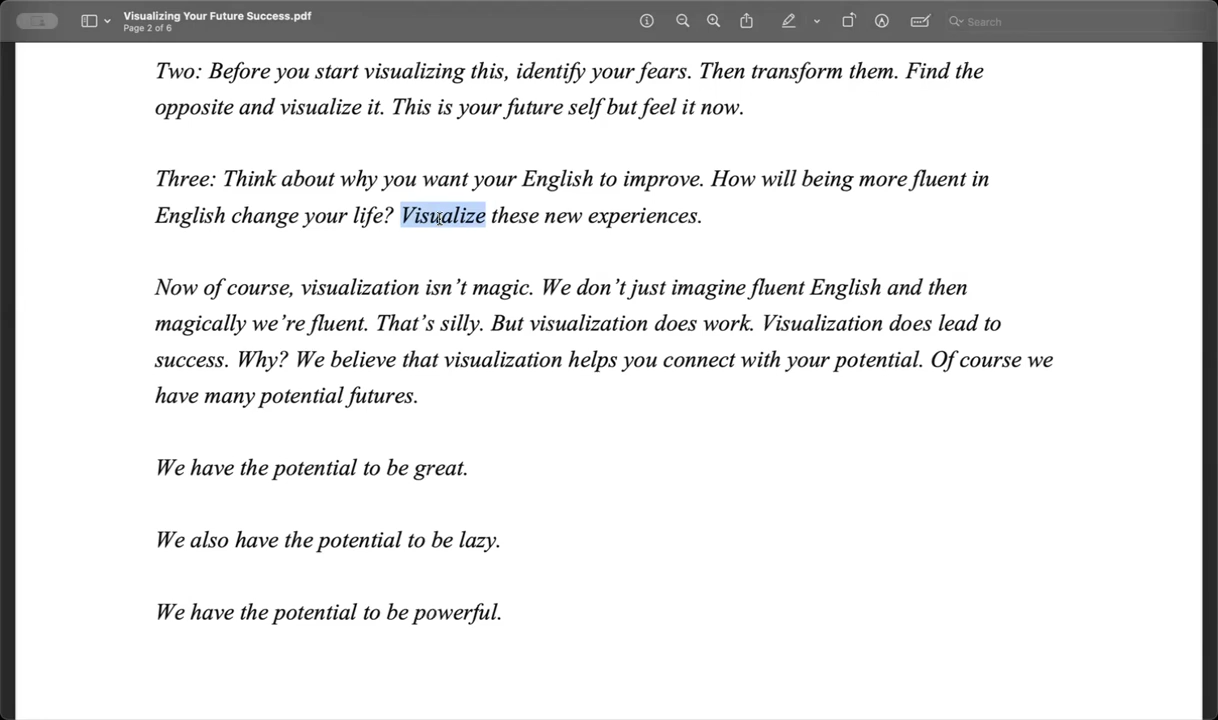 Visualizing Your Future Success.pdf
Page 2 of 6
Search
Two: Before you start visualizing this, identify your fears. Then transform them. Find the
opposite and visualize it. This is your future self but feel it now.
Three: Think about why you want your English to improve. How will being more fluent in
English change your life? Visualize these new experiences.
Now of course, visualization isn’t magic. We don’t just imagine fluent English and then
magically we’re fluent. That’s silly. But visualization does work. Visualization does lead to
success. Why? We believe that visualization helps you connect with your potential. Of course we
have many potential futures.
We have the potential to be great.
We also have the potential to be lazy.
We have the potential to be powerful.